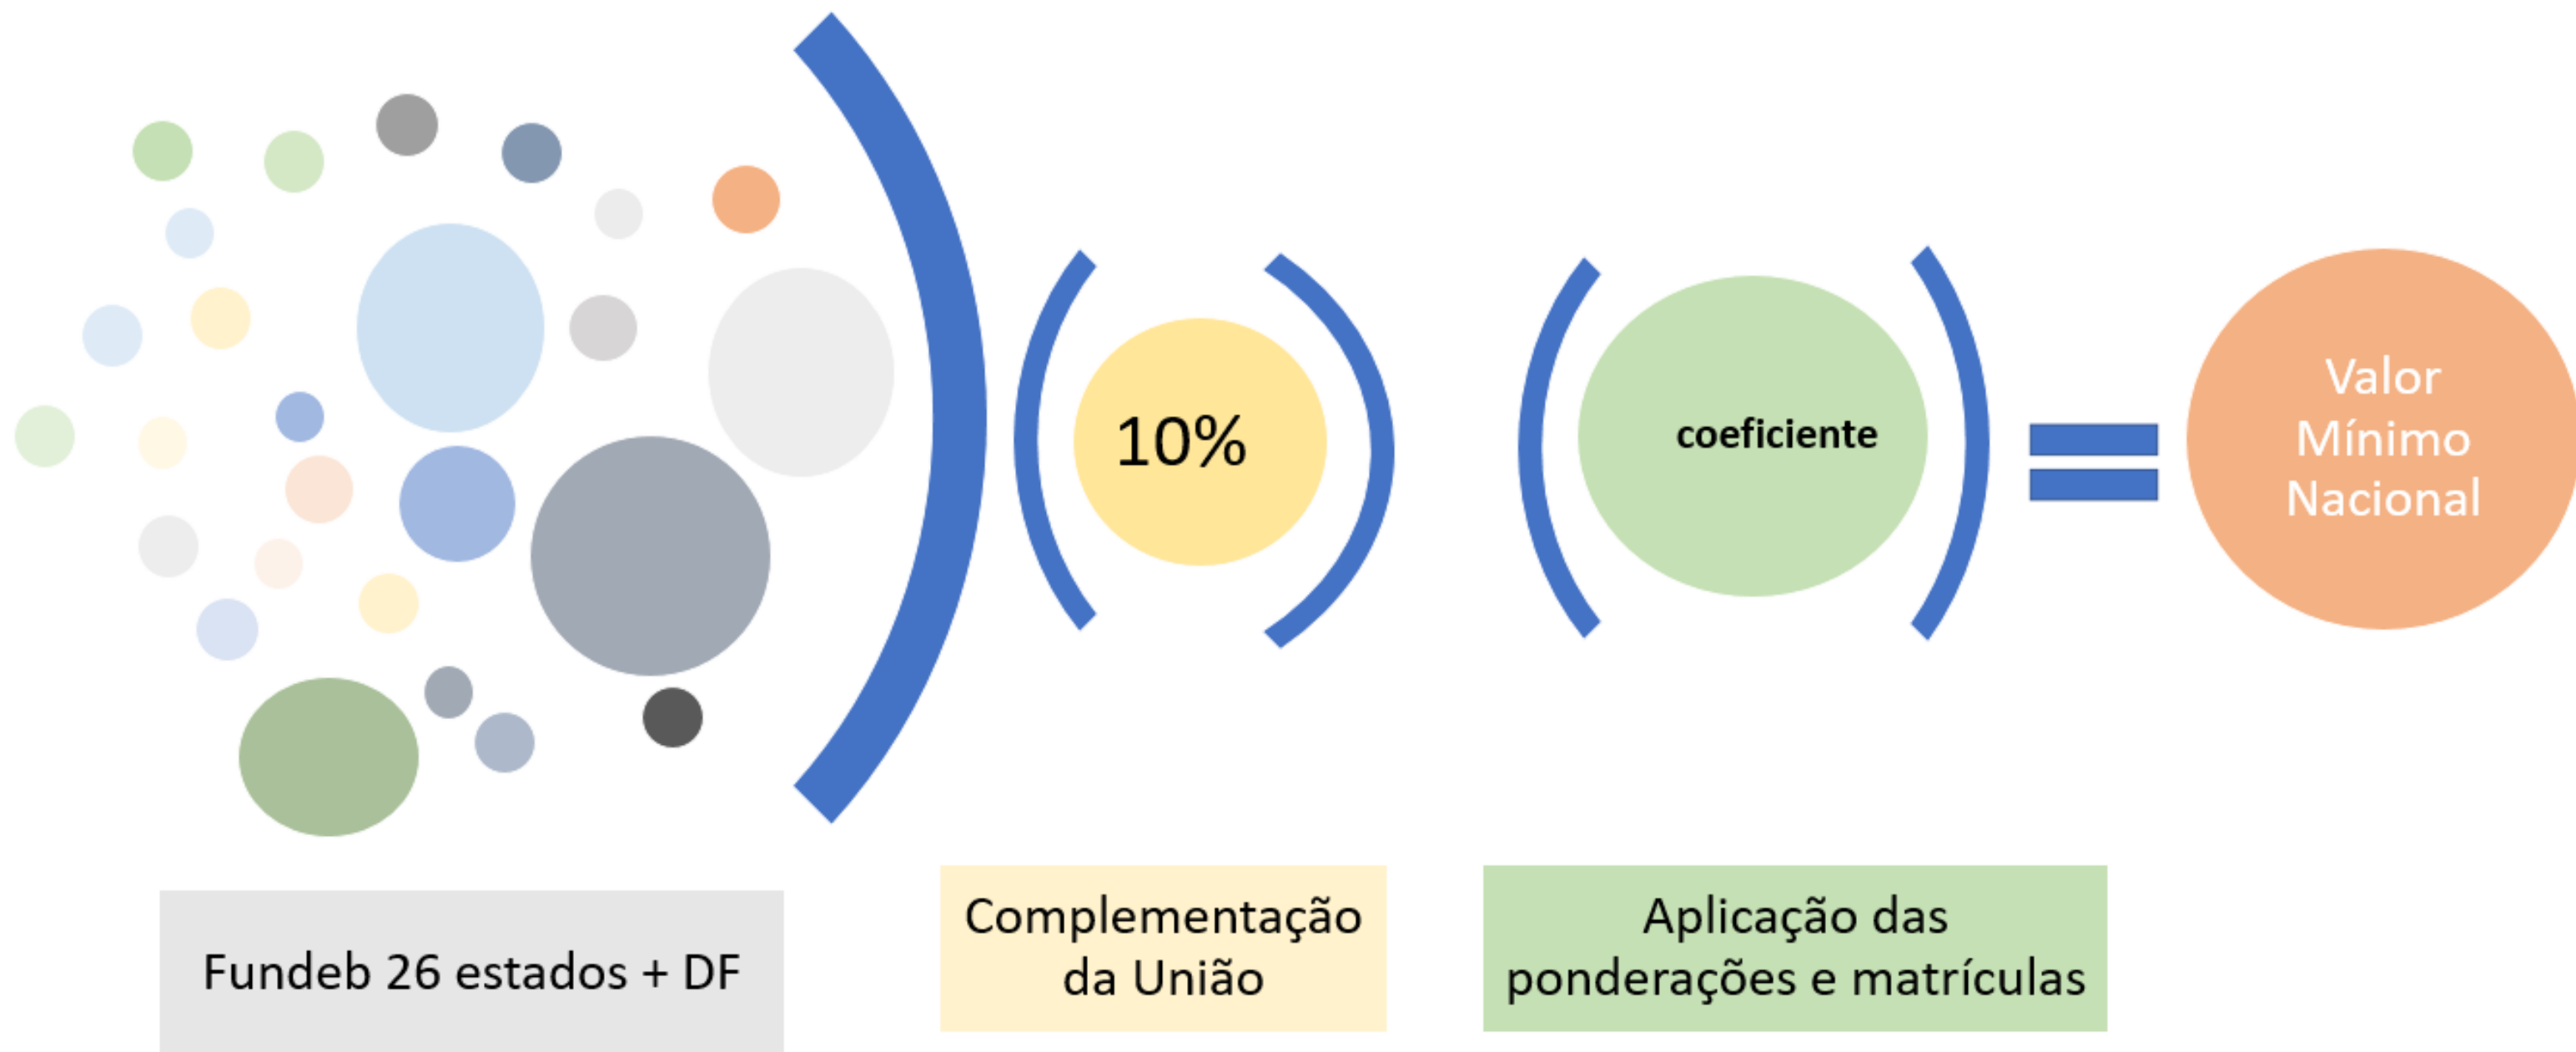 10%
coeficiente
Valor
Mínimo
Nacional
Fundeb 26 estados + DF
Complementação
da União
Aplicação das
ponderações e matrículas